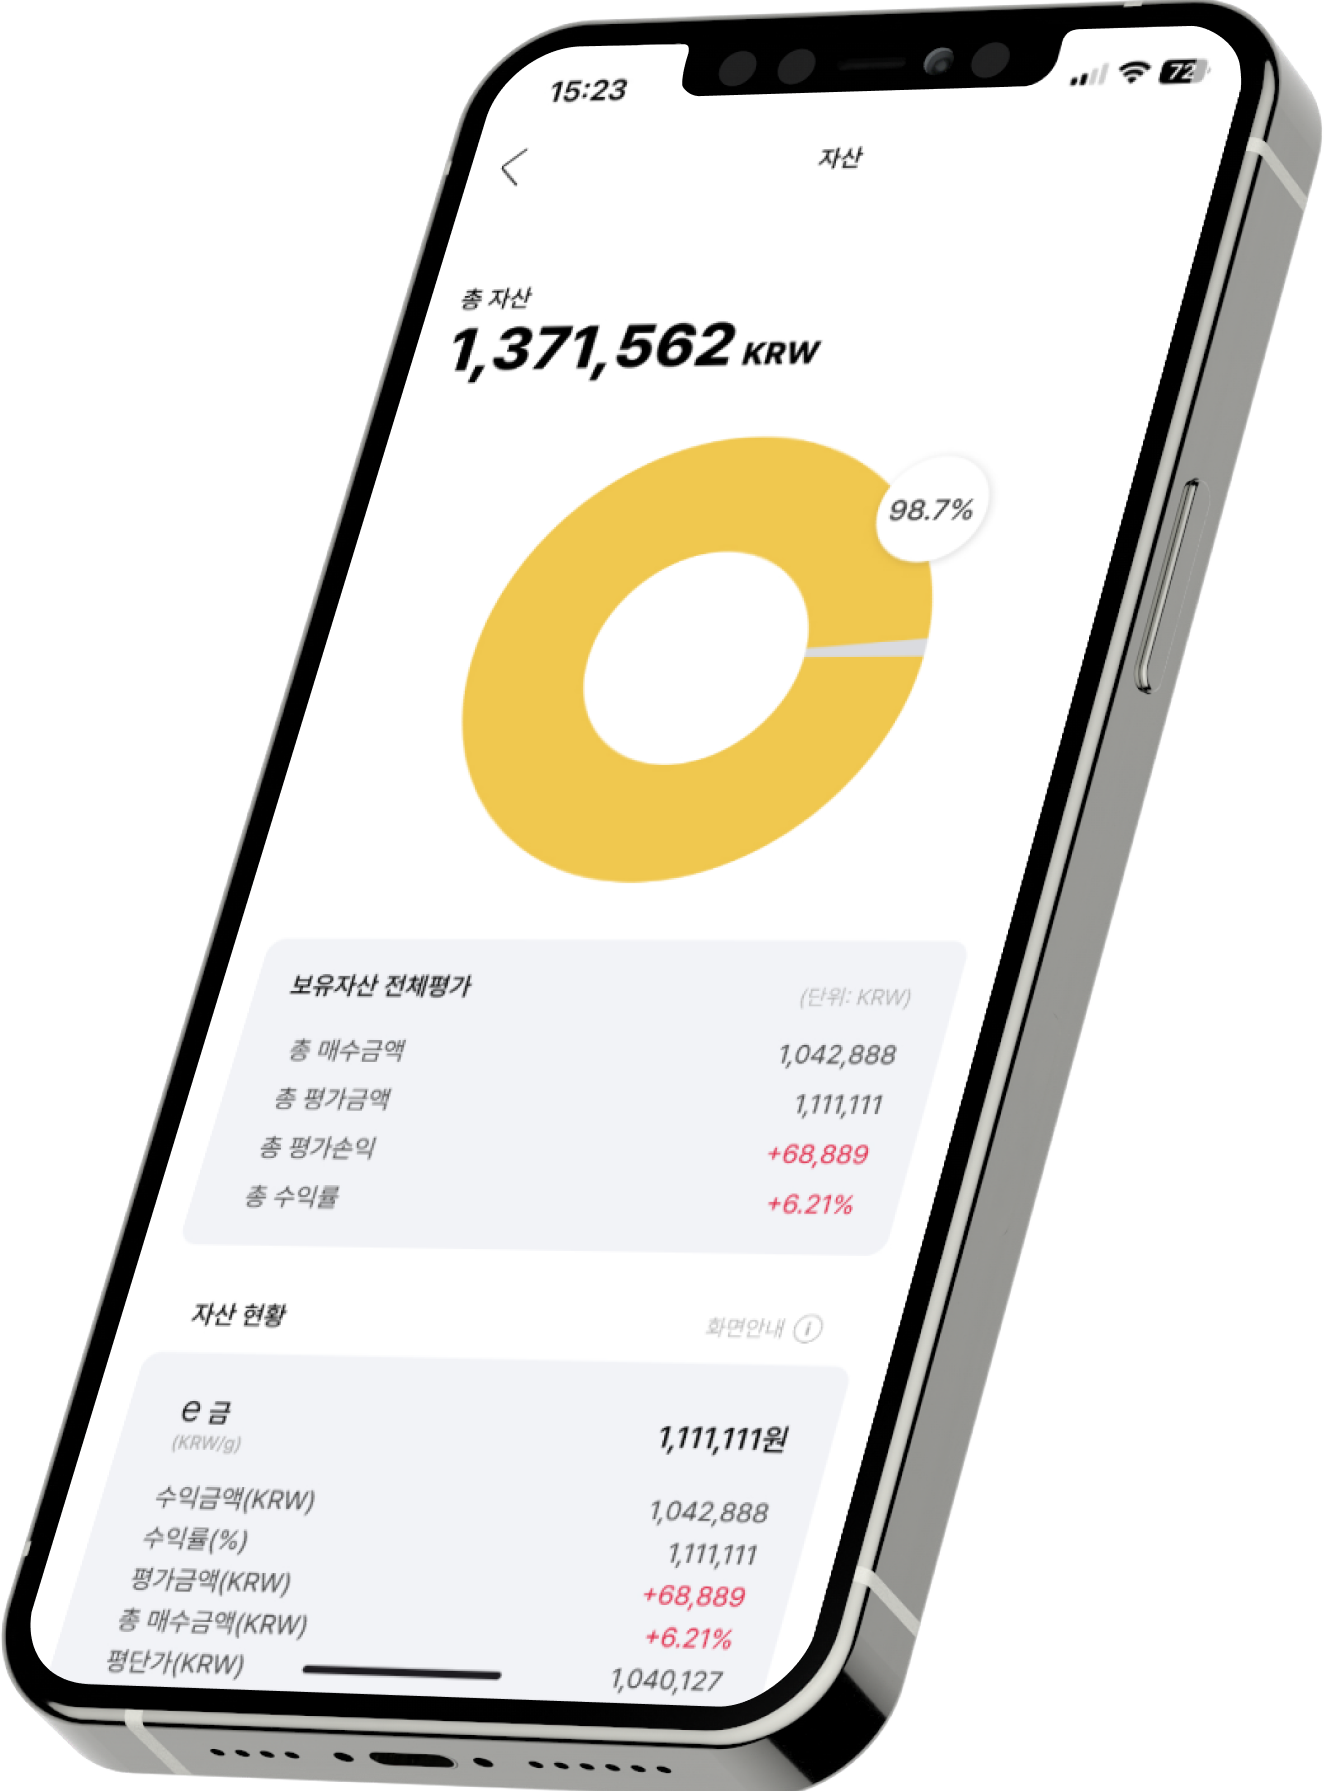 15:23
72
자산
총 자산
1,371,562 KRW
98.7%
보유자산 전체평가
(단위: KRW)
총 매수금액 1,042,888
총 평가금액 1,111,111
총 평가손익 +68,889
총 수익률 +6.21%
자산 현황
화면안내 i
e 금
(KRW/g)
1,111,111원
수익금액(KRW) 1,042,888
수익률(%) 1,111,111
평가금액(KRW) +68,889
총 매수금액(KRW) +6.21%
평단가(KRW) 1,040,127